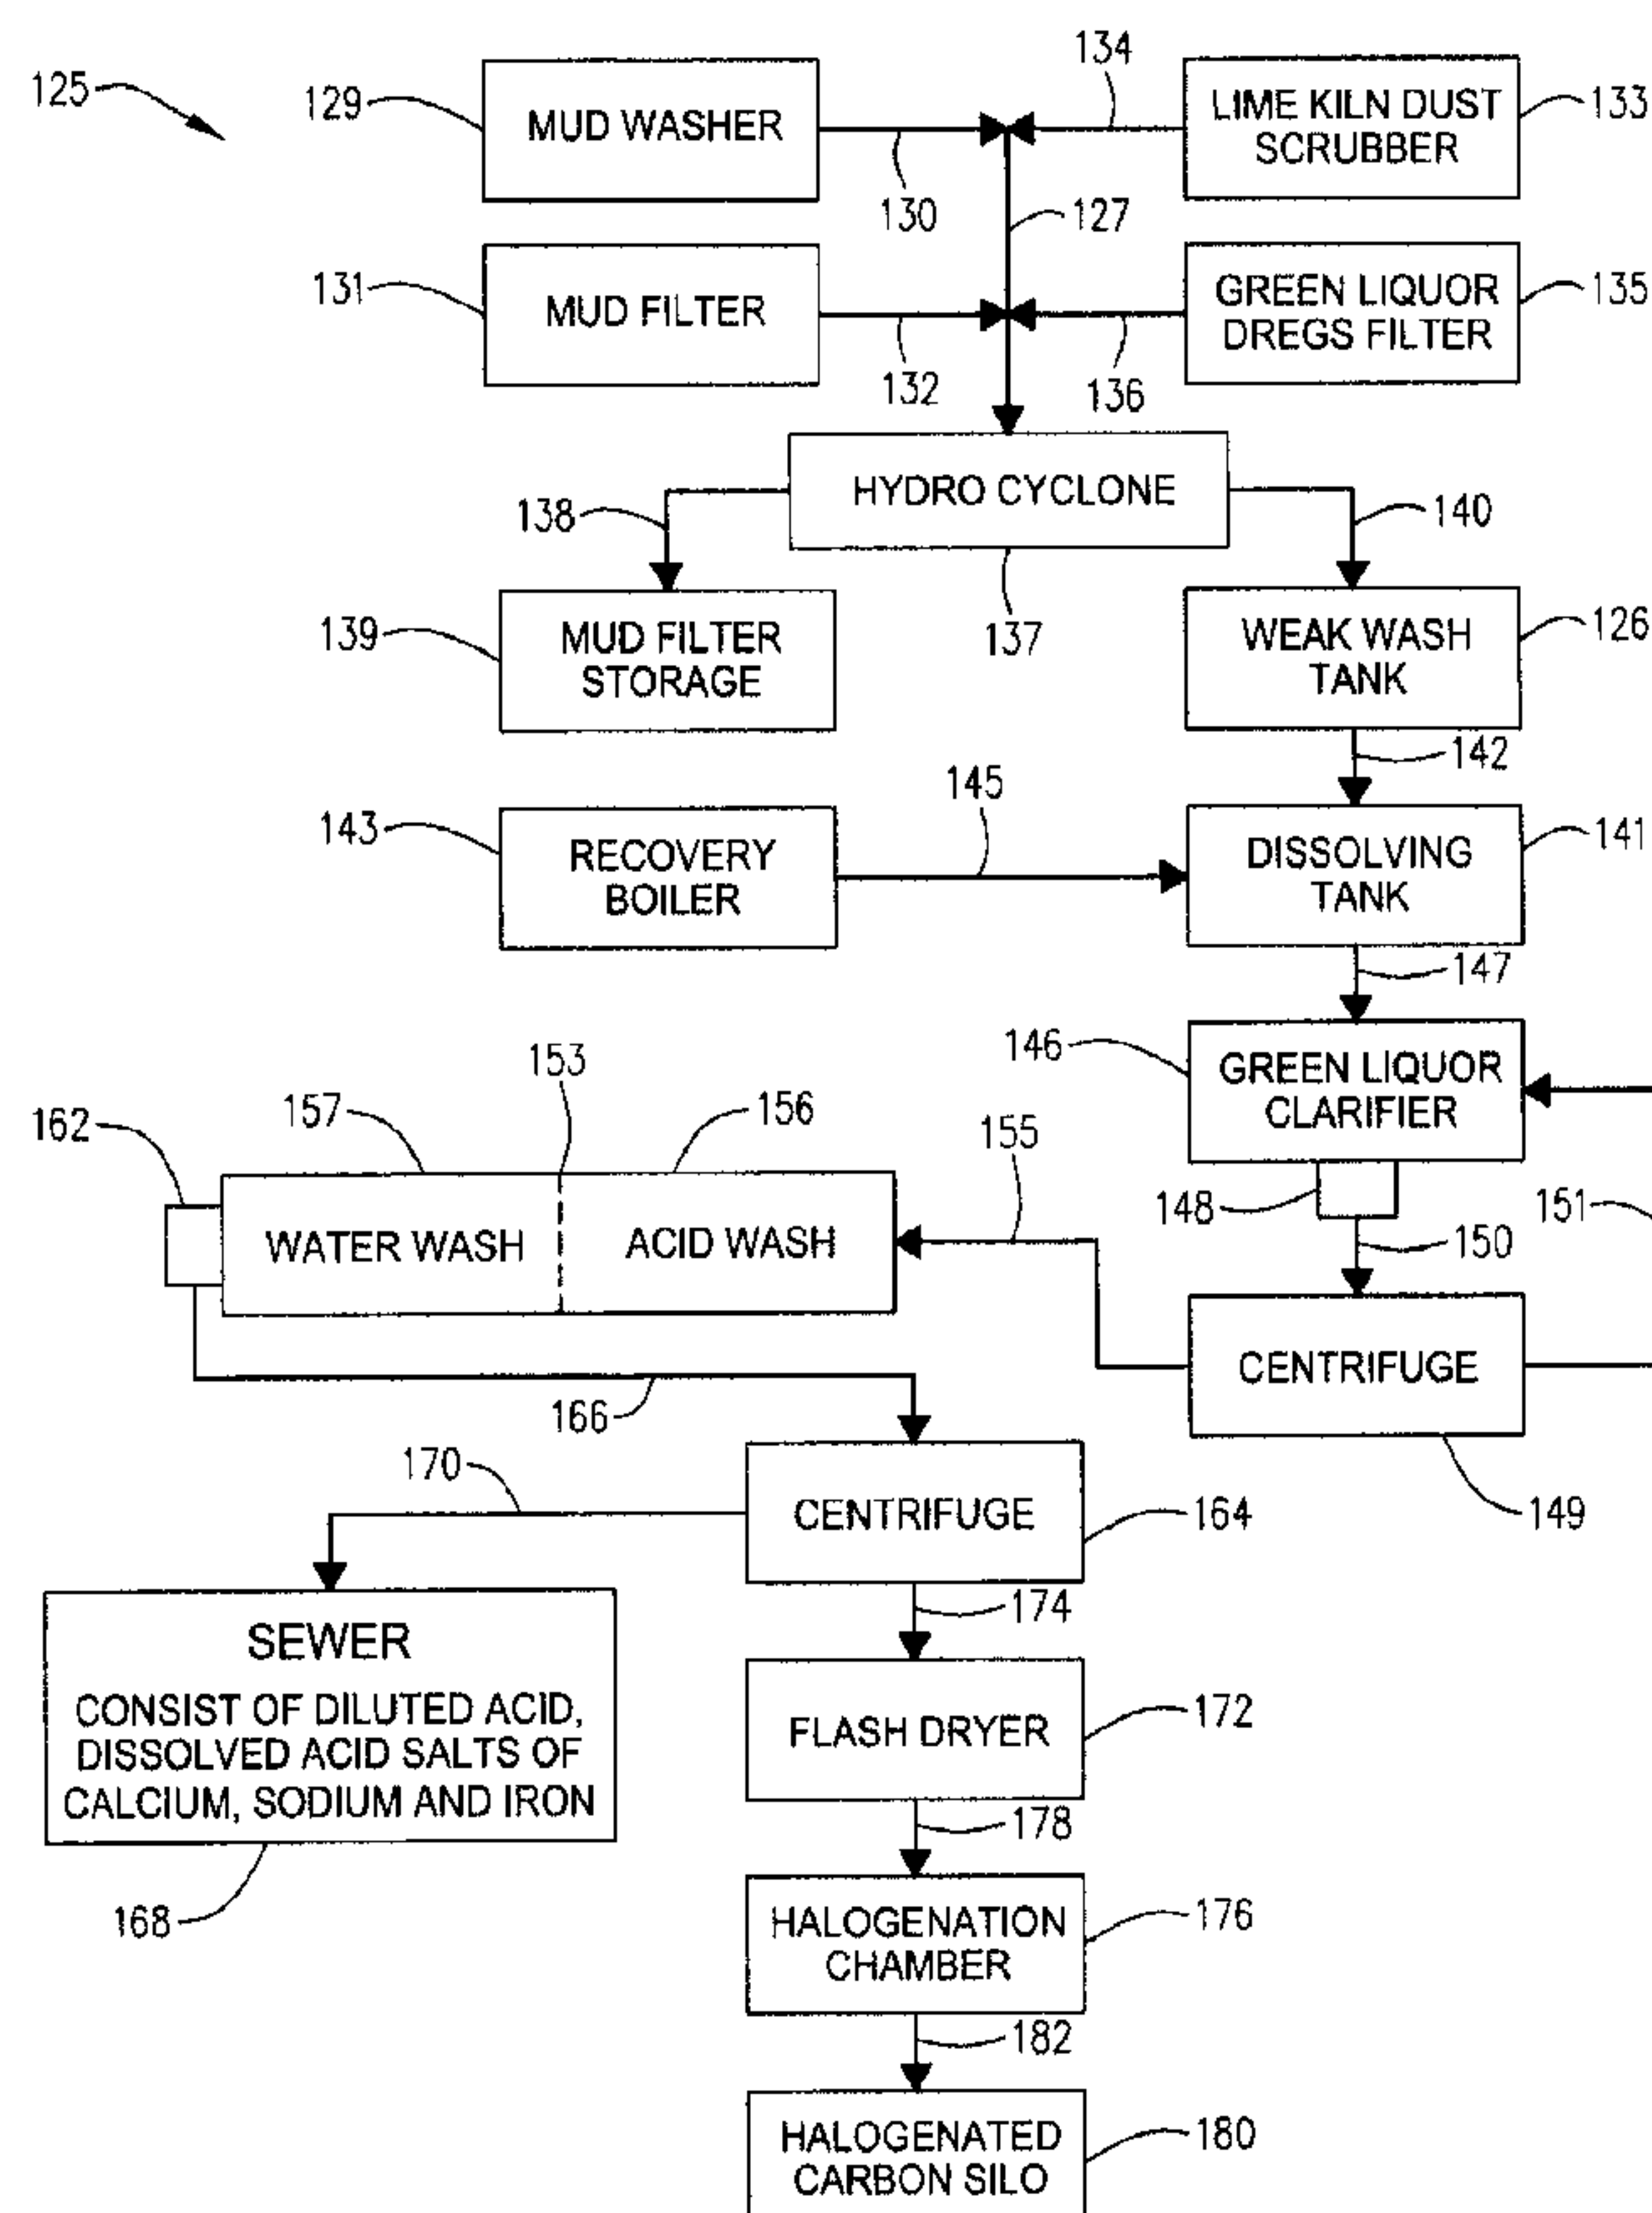 125
129
MUD WASHER
130
134
LIME KILN DUST
SCRUBBER
133
127
131
MUD FILTER
132
136
GREEN LIQUOR
DREGS FILTER
135
HYDRO CYCLONE
137
138
140
139
MUD FILTER
STORAGE
WEAK WASH
TANK
126
142
143
RECOVERY
BOILER
145
DISSOLVING
TANK
141
147
146
GREEN LIQUOR
CLARIFIER
148
150
151
162
157
153
156
155
WATER WASH
ACID WASH
CENTRIFUGE
149
166
170
CENTRIFUGE
164
SEWER
CONSIST OF DILUTED ACID,
DISSOLVED ACID SALTS OF
CALCIUM, SODIUM AND IRON
168
174
FLASH DRYER
172
178
HALOGENATION
CHAMBER
176
182
HALOGENATED
CARBON SILO
180